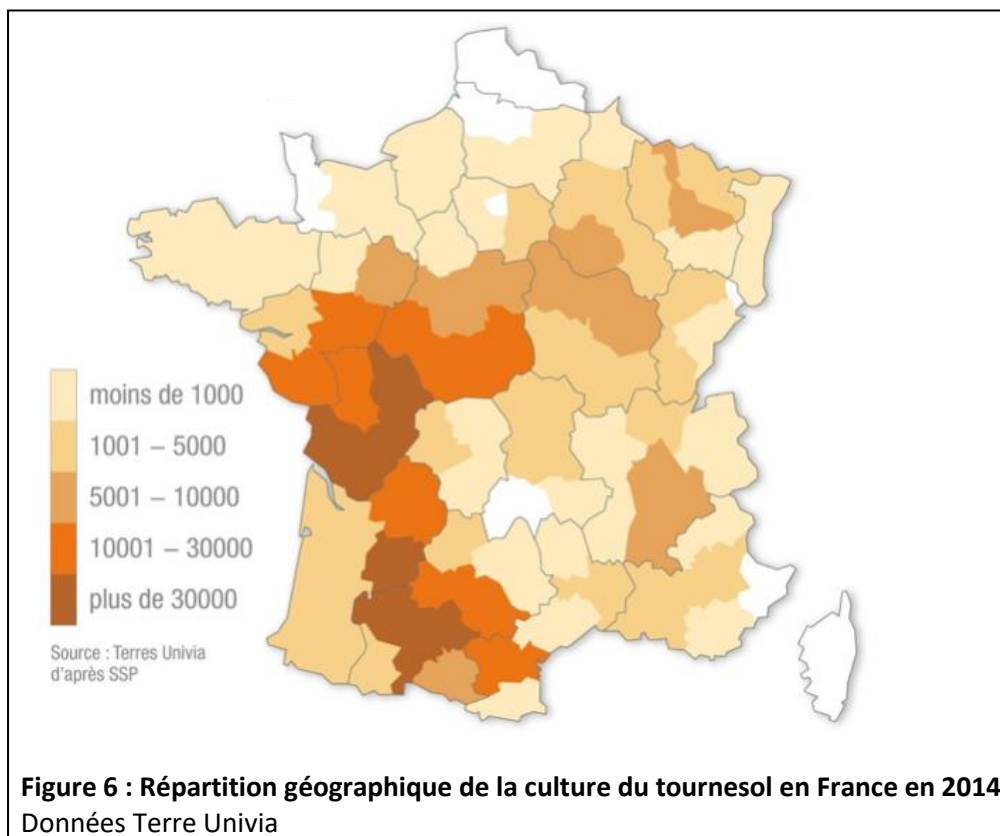 moins de 1000
1001 – 5000
5001 – 10000
10001 – 30000
plus de 30000
Source : Terres Univia
d'après SSP
Figure 6 : Répartition géographique de la culture du tournesol en France en 2014
Données Terre Univia